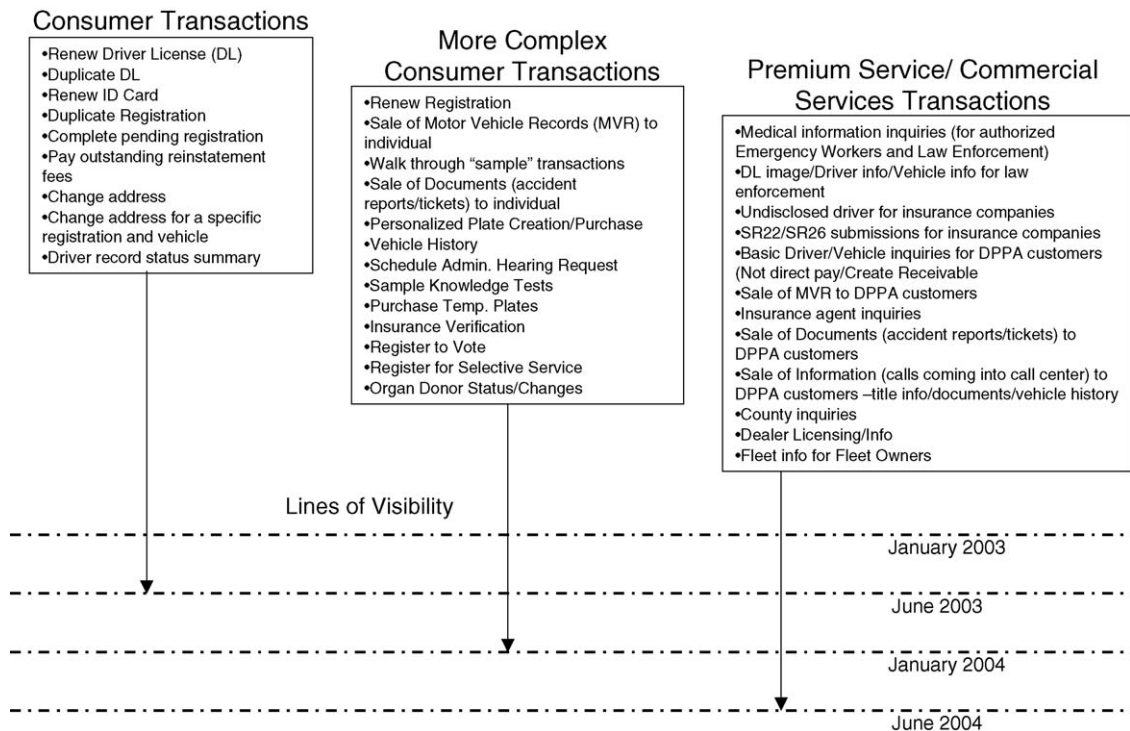 Consumer Transactions
•Renew Driver License (DL)
•Duplicate DL
•Renew ID Card
•Duplicate Registration
•Complete pending registration
•Pay outstanding reinstatement
fees
•Change address
•Change address for a specific
registration and vehicle
•Driver record status summary
More Complex
Consumer Transactions
•Renew Registration
•Sale of Motor Vehicle Records (MVR) to
individual
•Walk through “sample” transactions
•Sale of Documents (accident
reports/tickets) to individual
•Personalized Plate Creation/Purchase
•Vehicle History
•Schedule Admin. Hearing Request
•Sample Knowledge Tests
•Purchase Temp. Plates
•Insurance Verification
•Register to Vote
•Register for Selective Service
•Organ Donor Status/Changes
Premium Service/ Commercial
Services Transactions
•Medical information inquiries (for authorized
Emergency Workers and Law Enforcement)
•DL image/Driver info/Vehicle info for law
enforcement
•Undisclosed driver for insurance companies
•SR22/SR26 submissions for insurance companies
•Basic Driver/Vehicle inquiries for DPPA customers
(Not direct pay/Create Receivable
•Sale of MVR to DPPA customers
•Insurance agent inquiries
•Sale of Documents (accident reports/tickets) to
DPPA customers
•Sale of Information (calls coming into call center) to
DPPA customers –title info/documents/vehicle history
•County inquiries
•Dealer Licensing/Info
•Fleet info for Fleet Owners
Lines of Visibility
January 2003
June 2003
January 2004
June 2004